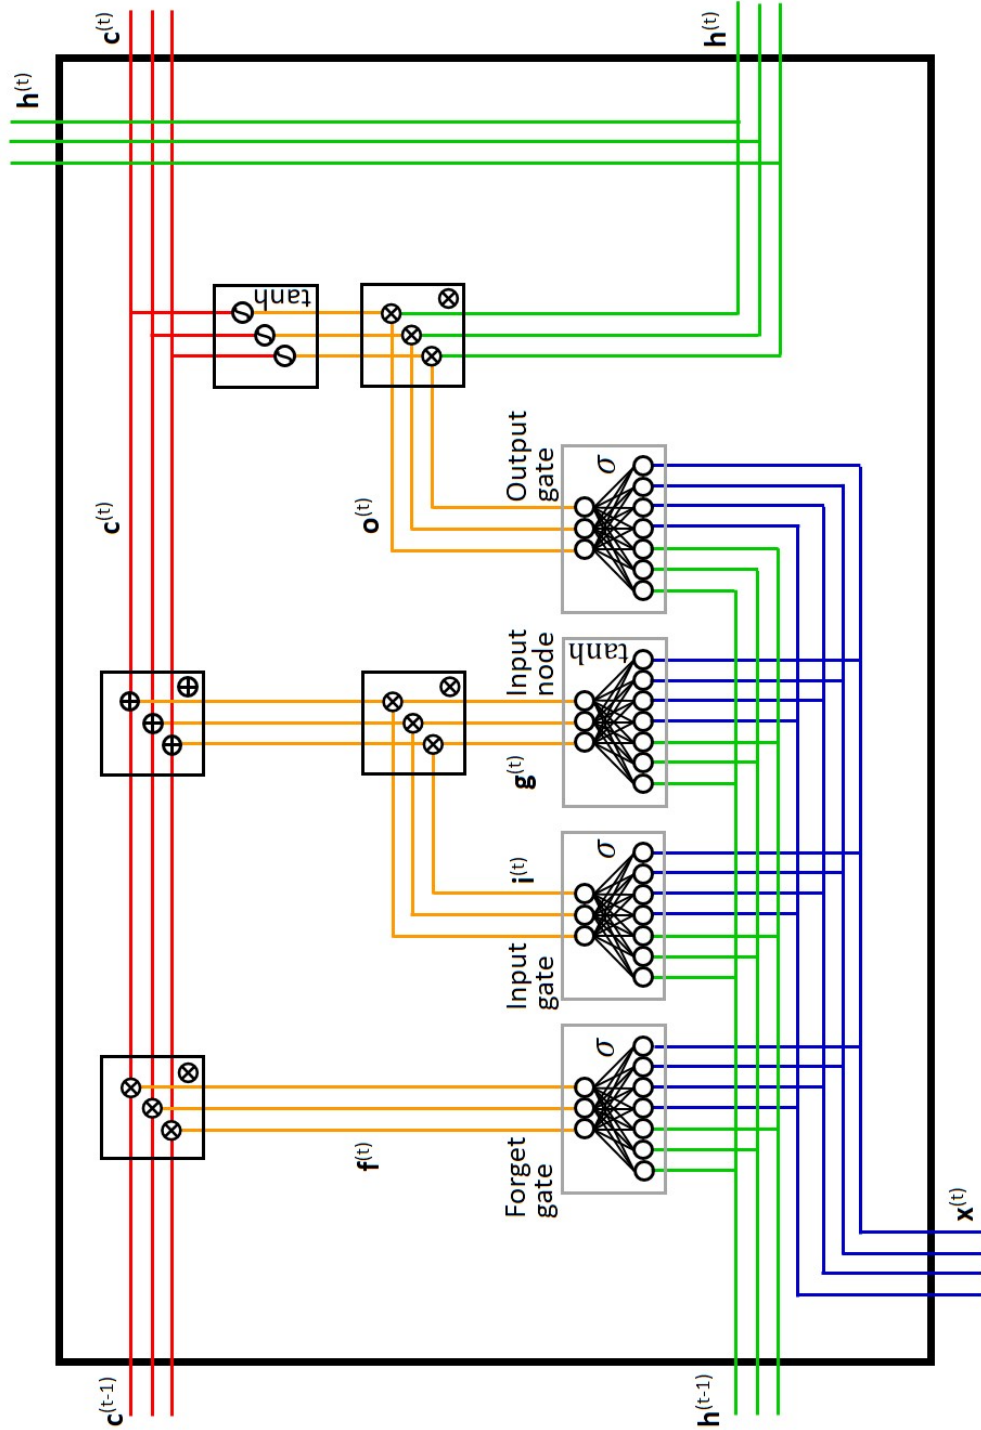 h(t)
c(t)
h(t)
tanh
c(t)
o(t)
Output
gate
σ
Input
node
tanh
g(t)
i(t)
Input
gate
σ
f(t)
Forget
gate
σ
c(t-1)
h(t-1)
x(t)